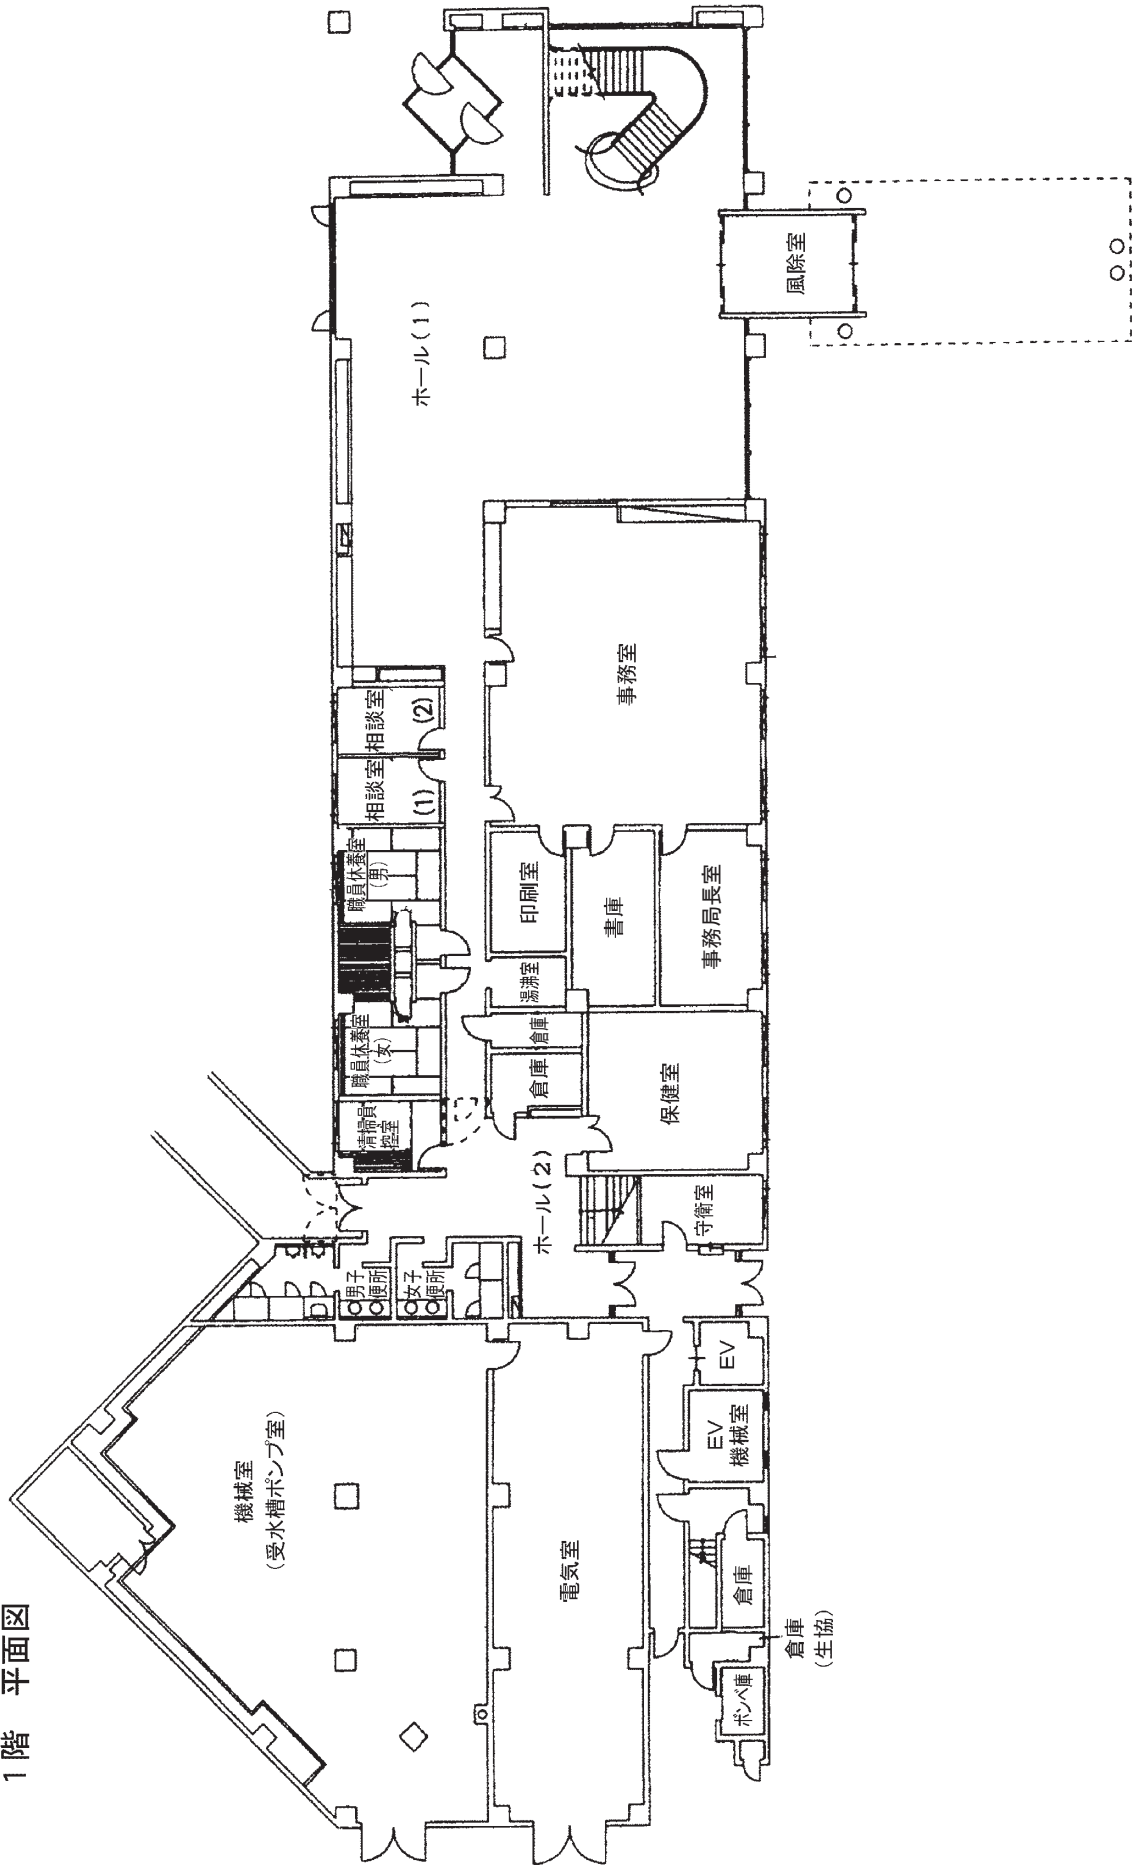 1階 平面図
機械室
（受水槽ポンプ室）
電気室
倉庫
（生協）
ボンベ庫
倉庫
EV
機械室
EV
男子
便所
女子
便所
ホール(2)
守衛室
清掃員
控室
倉庫
倉庫
保健室
職員休養室
（女）
湯沸室
職員休養室
（男）
印刷室
書庫
事務局長室
相談室
(1)
相談室
(2)
事務室
ホール(1)
風除室